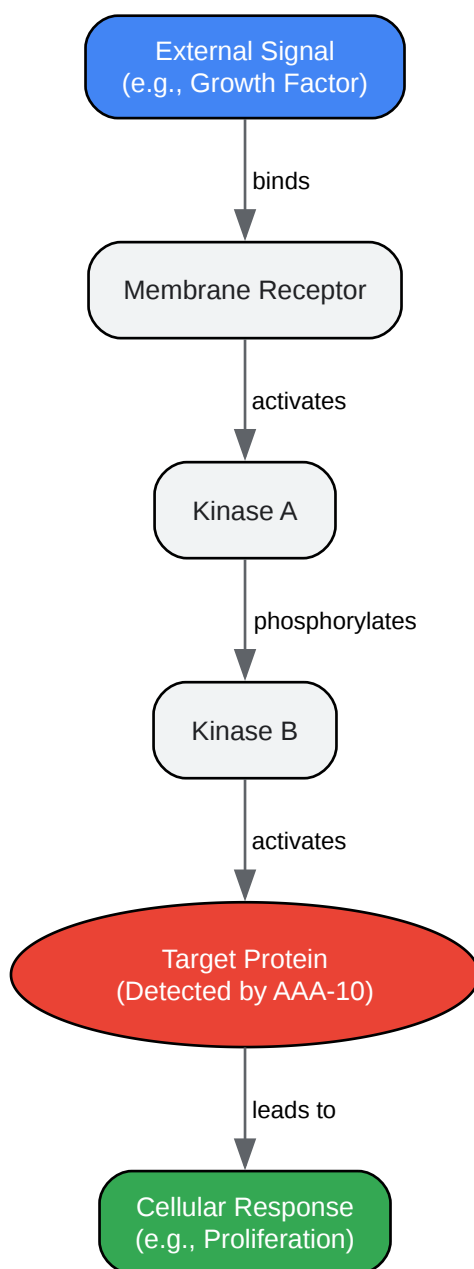 External Signal
(e.g., Growth Factor)
binds
Membrane Receptor
activates
Kinase A
phosphorylates
Kinase B
activates
Target Protein
(Detected by AAA-10)
leads to
Cellular Response
(e.g., Proliferation)